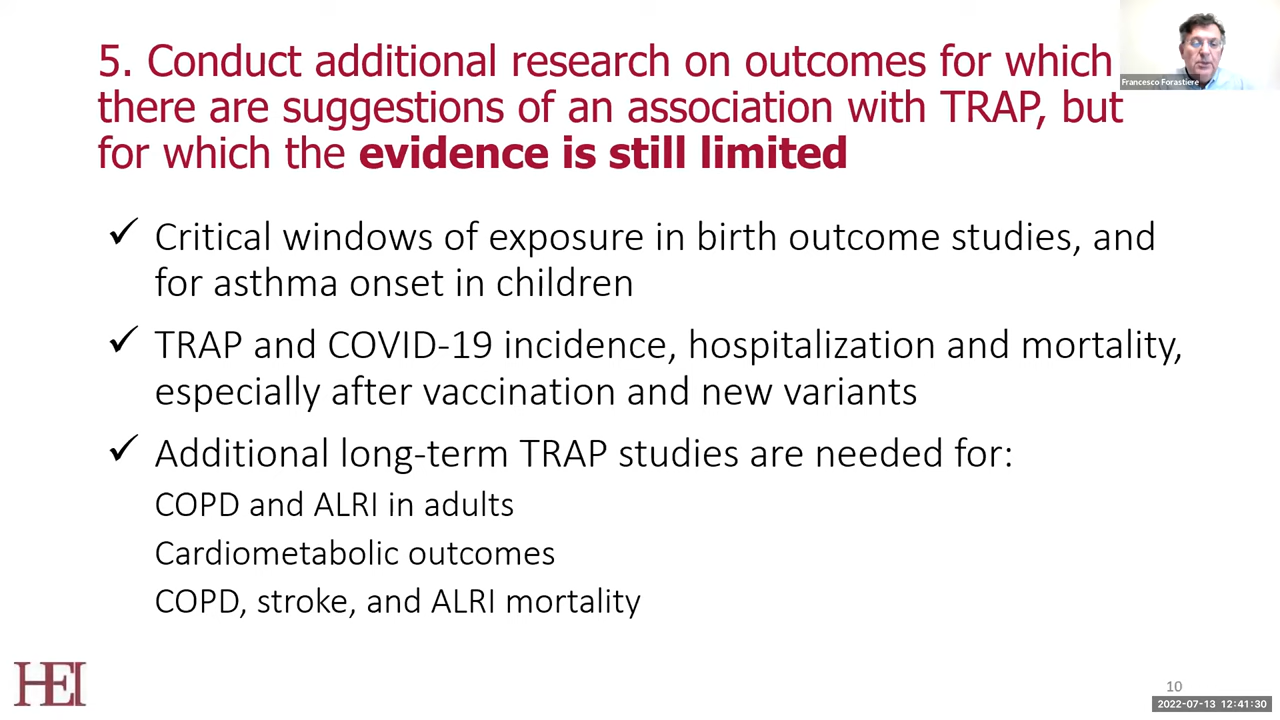 5. Conduct additional research on outcomes for which
there are suggestions of an association with TRAP, but
for which the evidence is still limited
Francesco Forastiere
✓ Critical windows of exposure in birth outcome studies, and
for asthma onset in children
✓ TRAP and COVID-19 incidence, hospitalization and mortality,
especially after vaccination and new variants
✓ Additional long-term TRAP studies are needed for:
COPD and ALRI in adults
Cardiometabolic outcomes
COPD, stroke, and ALRI mortality
HEI
10
2022-07-13 12:41:30